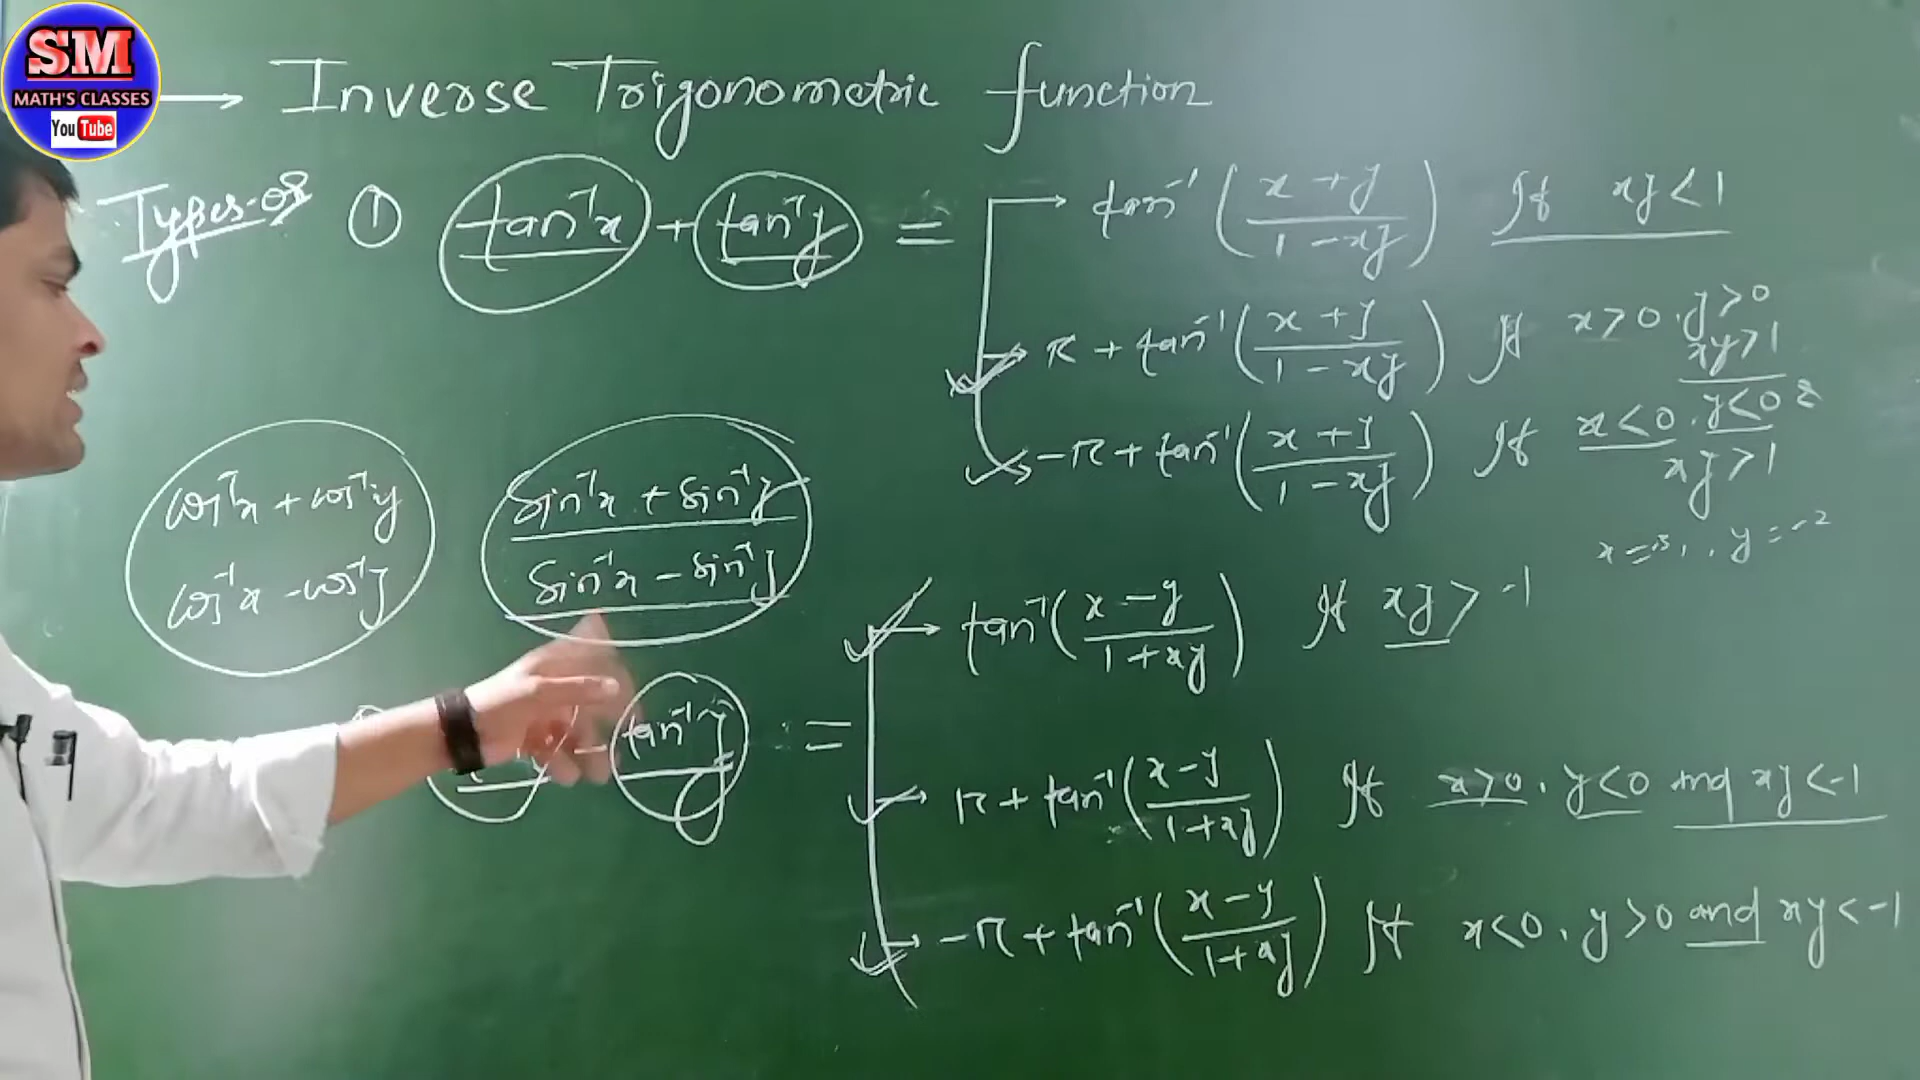 SM
MATH'S CLASSES
YouTube
→ Inverse Trigonometric function
Types of ① tan⁻¹x + tan⁻¹y =
→ tan⁻¹((x+y)/(1-xy)) If xy<1
→ π + tan⁻¹((x+y)/(1-xy)) If x>0, y>0
xy>1
→ -π + tan⁻¹((x+y)/(1-xy)) If x<0, y<0 &
xy>1
cos⁻¹x + cos⁻¹y
cos⁻¹x - cos⁻¹y
sin⁻¹x + sin⁻¹y
sin⁻¹x - sin⁻¹y
y = -2
- tan⁻¹y =
→ tan⁻¹((x-y)/(1+xy)) If xy > -1
→ π + tan⁻¹((x-y)/(1+xy)) If x>0, y<0 and xy<-1
→ -π + tan⁻¹((x-y)/(1+xy)) If x<0, y>0 and xy<-1